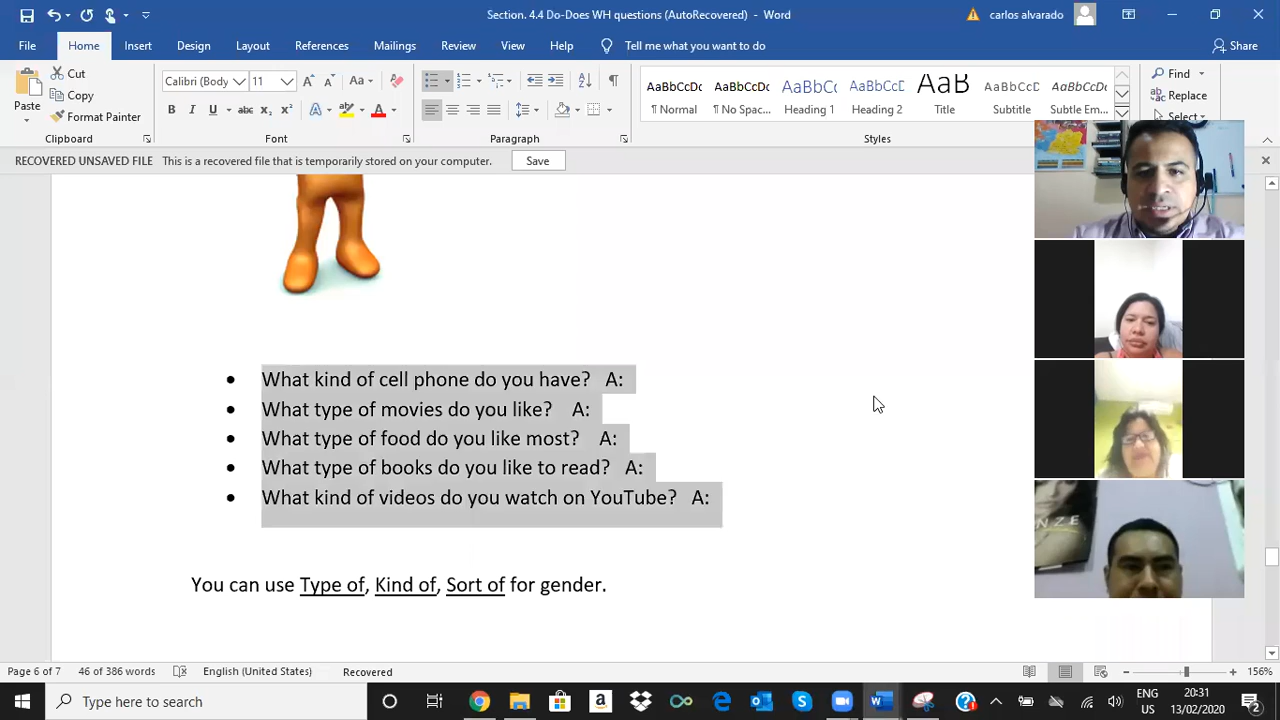 Section. 4.4 Do-Does WH questions (AutoRecovered) - Word
carlos alvarado
File Home Insert Design Layout References Mailings Review View Help Tell me what you want to do Share
Paste
Cut
Copy
Format Painter
Clipboard
Calibri (Body 11
Font
Paragraph
AaBbCcDc AaBbCcDc AaBbCc AaBbCcD AaB AaBbCcD AaBbCcDc
¶ Normal ¶ No Spac... Heading 1 Heading 2 Title Subtitle Subtle Em...
Styles
Find
Replace
Select
RECOVERED UNSAVED FILE This is a recovered file that is temporarily stored on your computer. Save
What kind of cell phone do you have? A:
What type of movies do you like? A:
What type of food do you like most? A:
What type of books do you like to read? A:
What kind of videos do you watch on YouTube? A:
You can use Type of, Kind of, Sort of for gender.
NZE
Page 6 of 7 46 of 386 words English (United States) Recovered 156%
Type here to search
ENG
US
20:31
13/02/2020
2